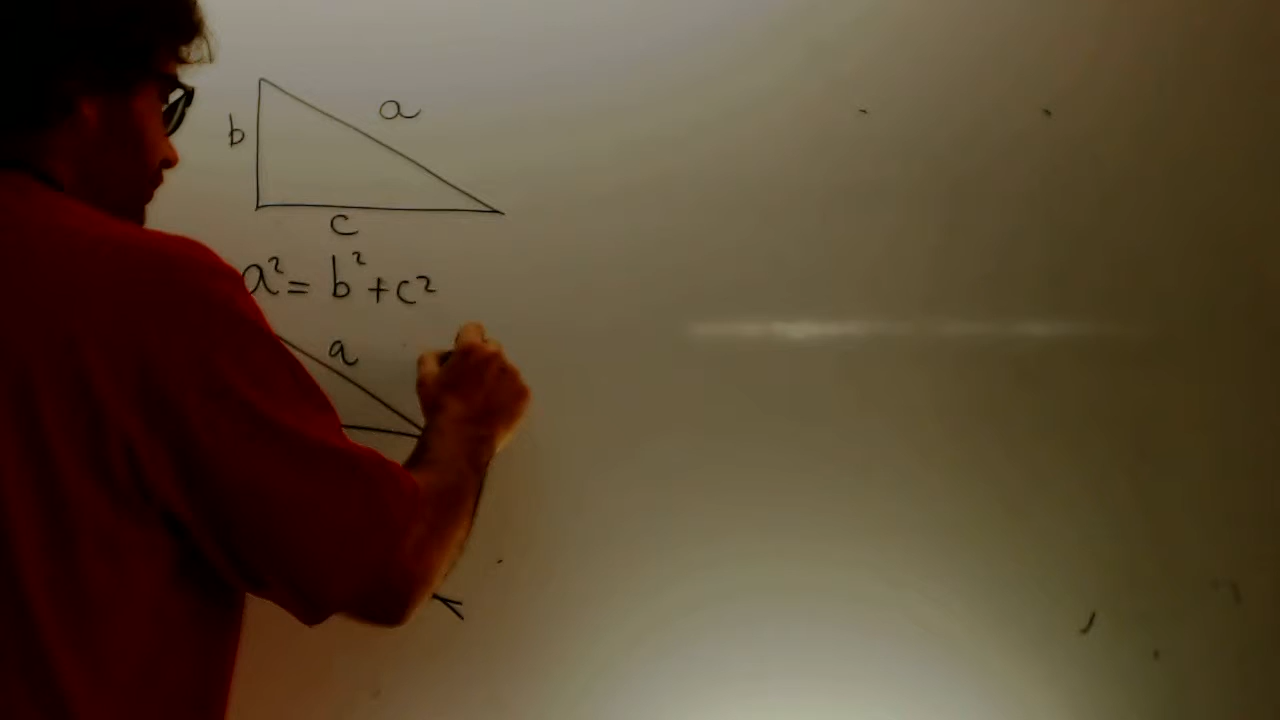 a
b
c
a² = b² + c²
a